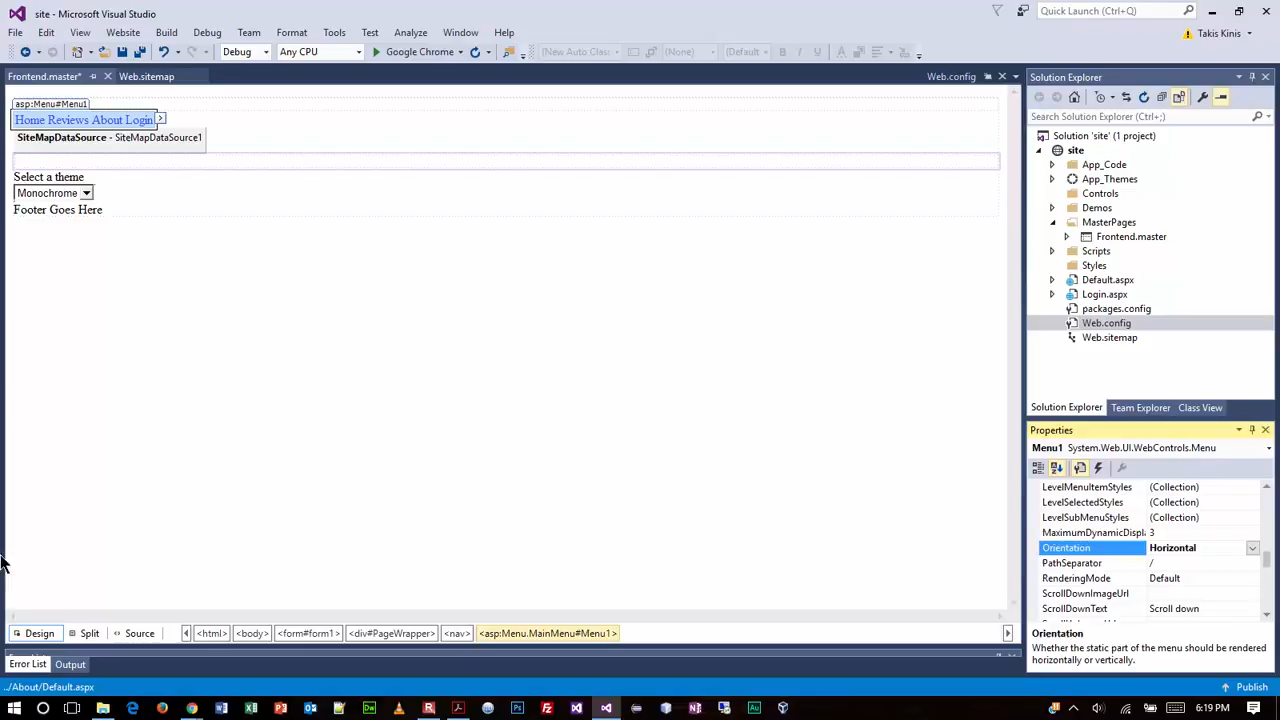 site - Microsoft Visual Studio
Quick Launch (Ctrl+Q)
File Edit View Website Build Debug Team Format Table Tools Test Analyze Window Help
Takis Kinis
Debug Any CPU Google Chrome (New Auto Class (None) (Default B I A
Frontend.master* Web.sitemap Web.config
asp:Menu#Menu1
Home Reviews About Login
SiteMapDataSource - SiteMapDataSource1
Select a theme
Monochrome
Footer Goes Here
Design Split Source <html> <body> <form#form1> <div#PageWrapper> <nav> <asp:Menu.MainMenu#Menu1>
Error List Output
../About/Default.aspx
Solution Explorer
Search Solution Explorer (Ctrl+;)
Solution 'site' (1 project)
site
App_Code
App_Themes
Controls
Demos
MasterPages
Frontend.master
Scripts
Styles
Default.aspx
Login.aspx
packages.config
Web.config
Web.sitemap
Solution Explorer Team Explorer Class View
Properties
Menu1 System.Web.UI.WebControls.Menu
LevelMenuItemStyles (Collection)
LevelSelectedStyles (Collection)
LevelSubMenuStyles (Collection)
MaximumDynamicDispl 3
Orientation Horizontal
PathSeparator /
RenderingMode Default
ScrollDownImageUrl
ScrollDownText Scroll down
Orientation
Whether the static part of the menu should be rendered
horizontally or vertically.
Publish
6:19 PM